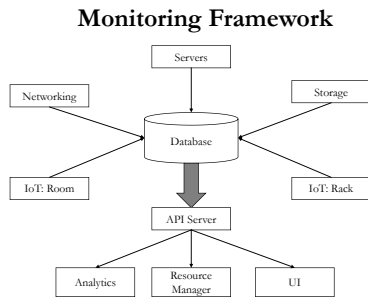 Monitoring Framework
Servers
Networking
Storage
Database
IoT: Room
IoT: Rack
API Server
Analytics
Resource
Manager
UI